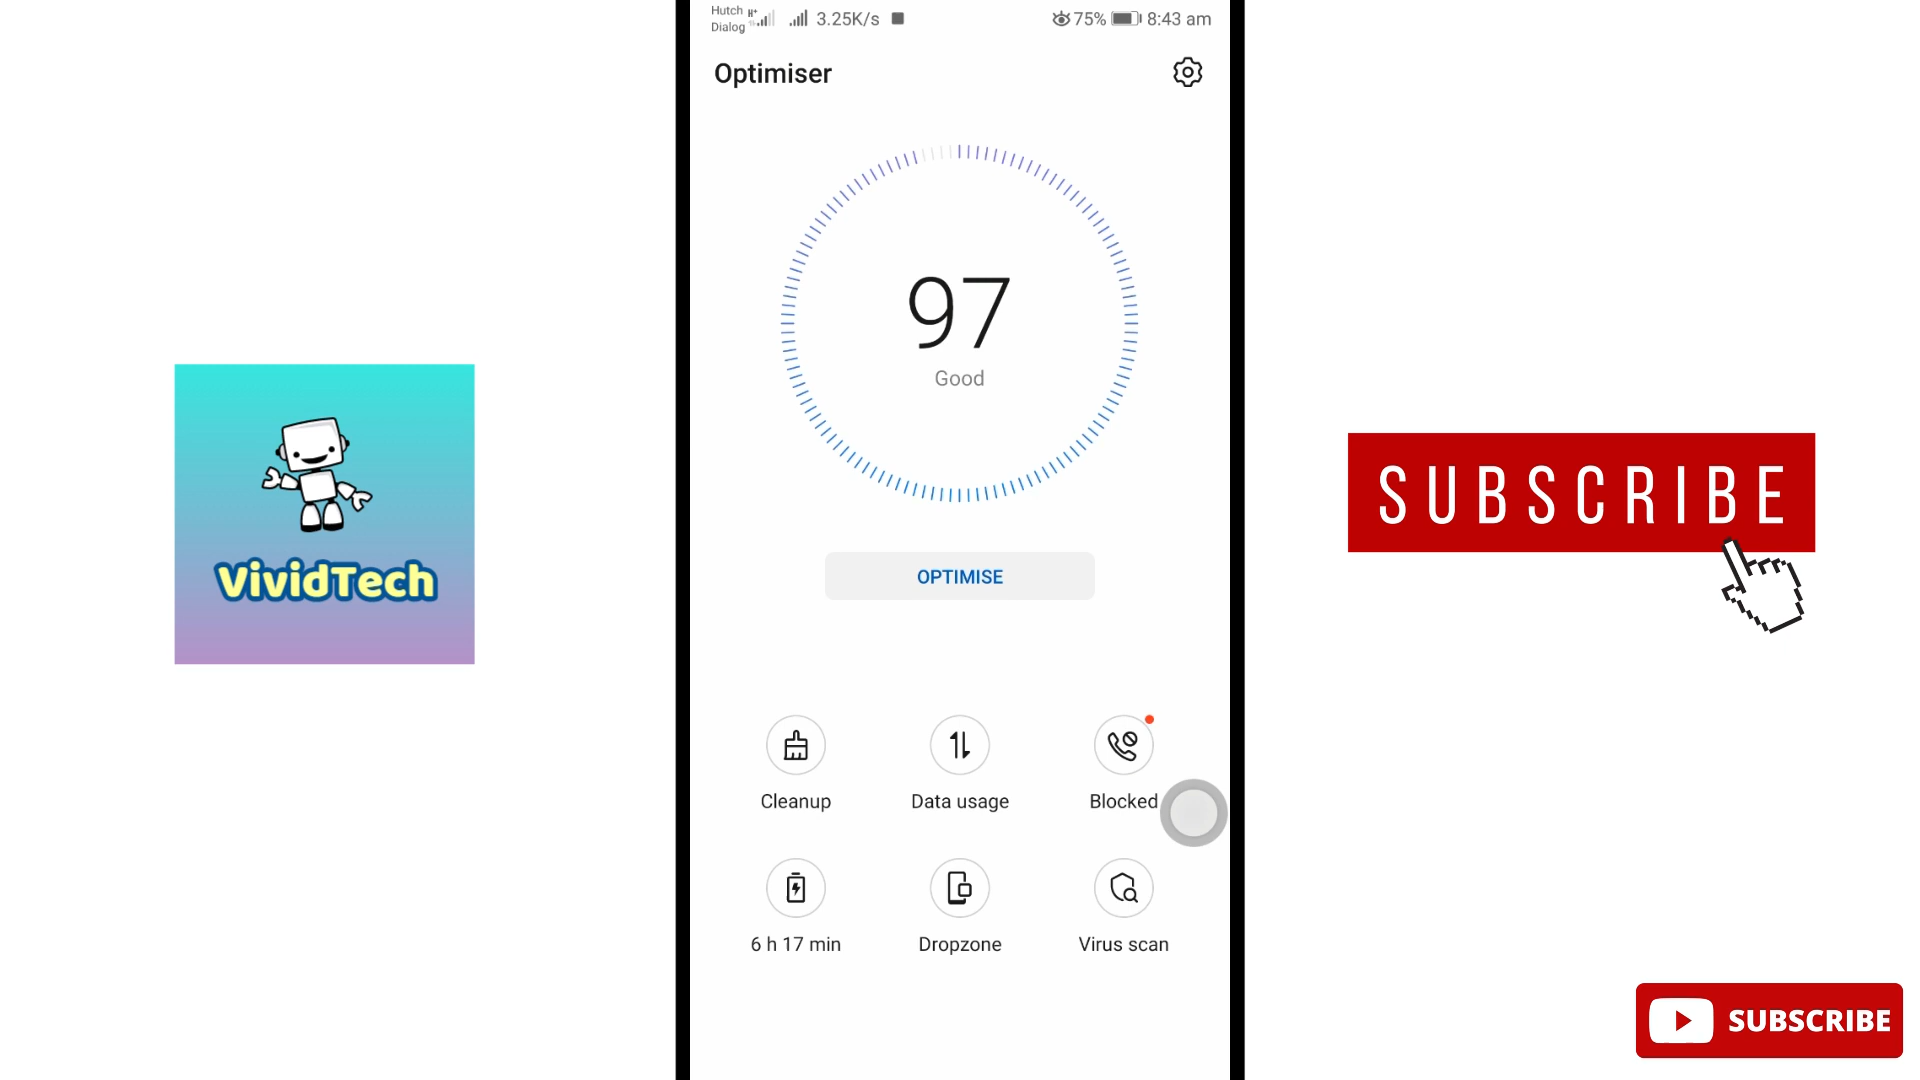 Hutch H+ 3.25K/s 75% 8:43 am
Dialog
Optimiser
97
Good
OPTIMISE
Cleanup Data usage Blocked
6 h 17 min Dropzone Virus scan
VividTech
SUBSCRIBE
SUBSCRIBE